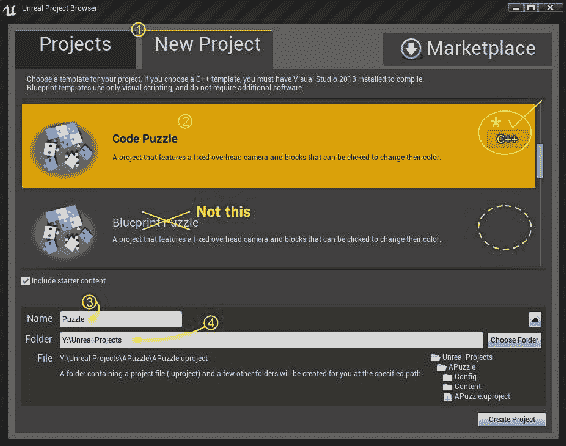 Unreal Project Browser
①
Projects
New Project
Marketplace
Choose a template for your project. If you choose a C++ template, you must have Visual Studio 2013 installed to compile.
Blueprint templates use only visual scripting, and do not require additional software.
②
Code Puzzle
* C++
A project that features a fixed overhead camera and blocks that can be clicked to change their color.
Not this
Blueprint Puzzle
A project that features a fixed overhead camera and blocks that can be clicked to change their color.
Include starter content
③
Name
Puzzle
④
Folder
Y:\Unreal Projects
Choose Folder
File
Y:\Unreal Projects\APuzzle\APuzzle.uproject
A folder containing a project file (.uproject) and a few other folders will be created for you at the specified path
Unreal Projects
APuzzle
Config
Content
APuzzle.uproject
Create Project